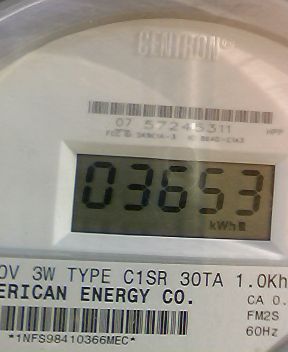 CENTRON®
07 57245311
03653
kWh
0V 3W TYPE C1SR 30TA 1.0Kh
ERICAN ENERGY CO.
CA 0.
FM2S
60Hz
*1NFS98410366MEC*